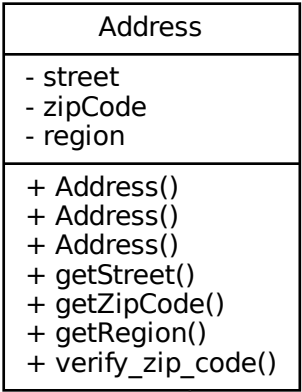 Address
- street
- zipCode
- region
+ Address()
+ Address()
+ Address()
+ getStreet()
+ getZipCode()
+ getRegion()
+ verify_zip_code()